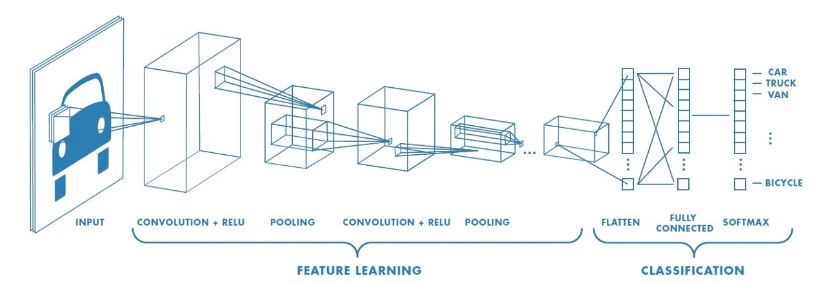 CAR
TRUCK
VAN
BICYCLE
INPUT
CONVOLUTION + RELU
POOLING
CONVOLUTION + RELU
POOLING
FLATTEN
FULLY
CONNECTED
SOFTMAX
FEATURE LEARNING
CLASSIFICATION